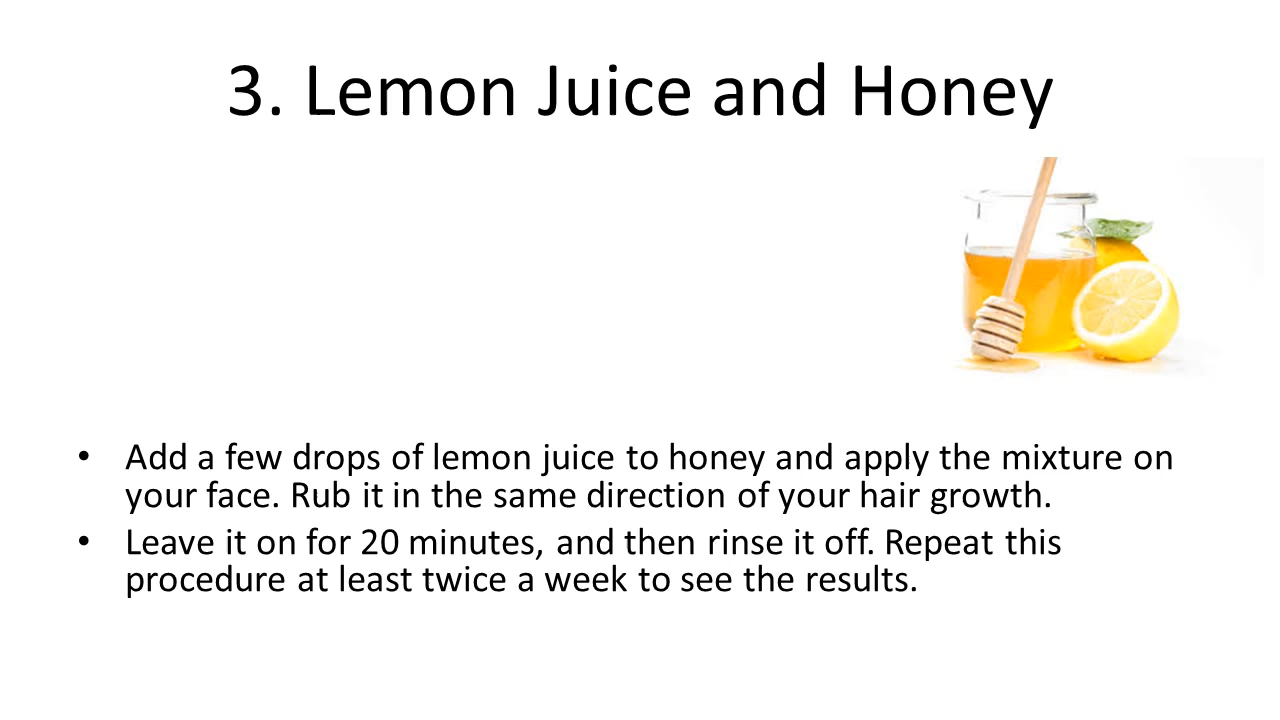 3. Lemon Juice and Honey
• Add a few drops of lemon juice to honey and apply the mixture on
your face. Rub it in the same direction of your hair growth.
• Leave it on for 20 minutes, and then rinse it off. Repeat this
procedure at least twice a week to see the results.